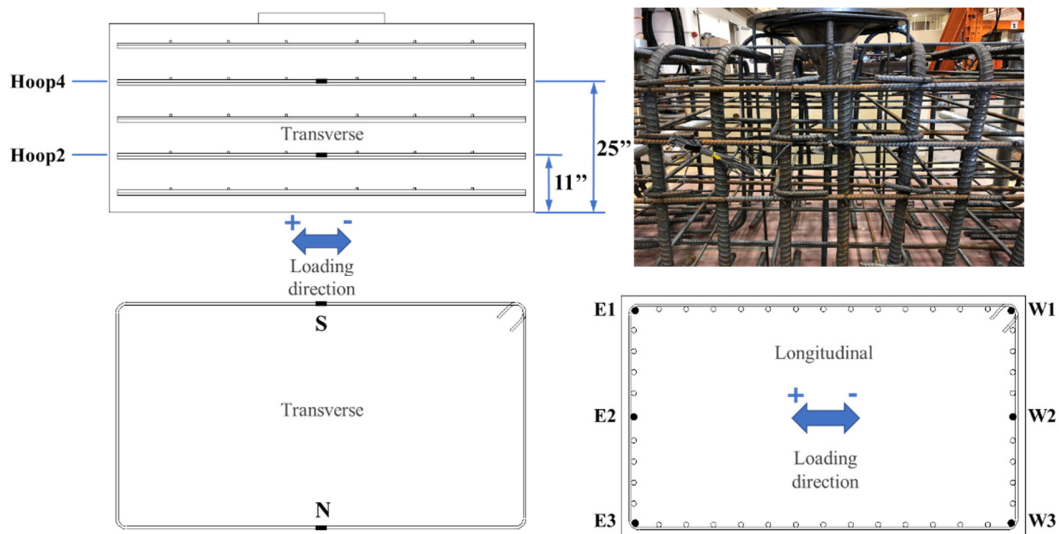 Hoop4
Transverse
Hoop2
25”
11”
+ -
Loading
direction
S
Transverse
N
E1
W1
Longitudinal
+ -
E2
W2
Loading
direction
E3
W3